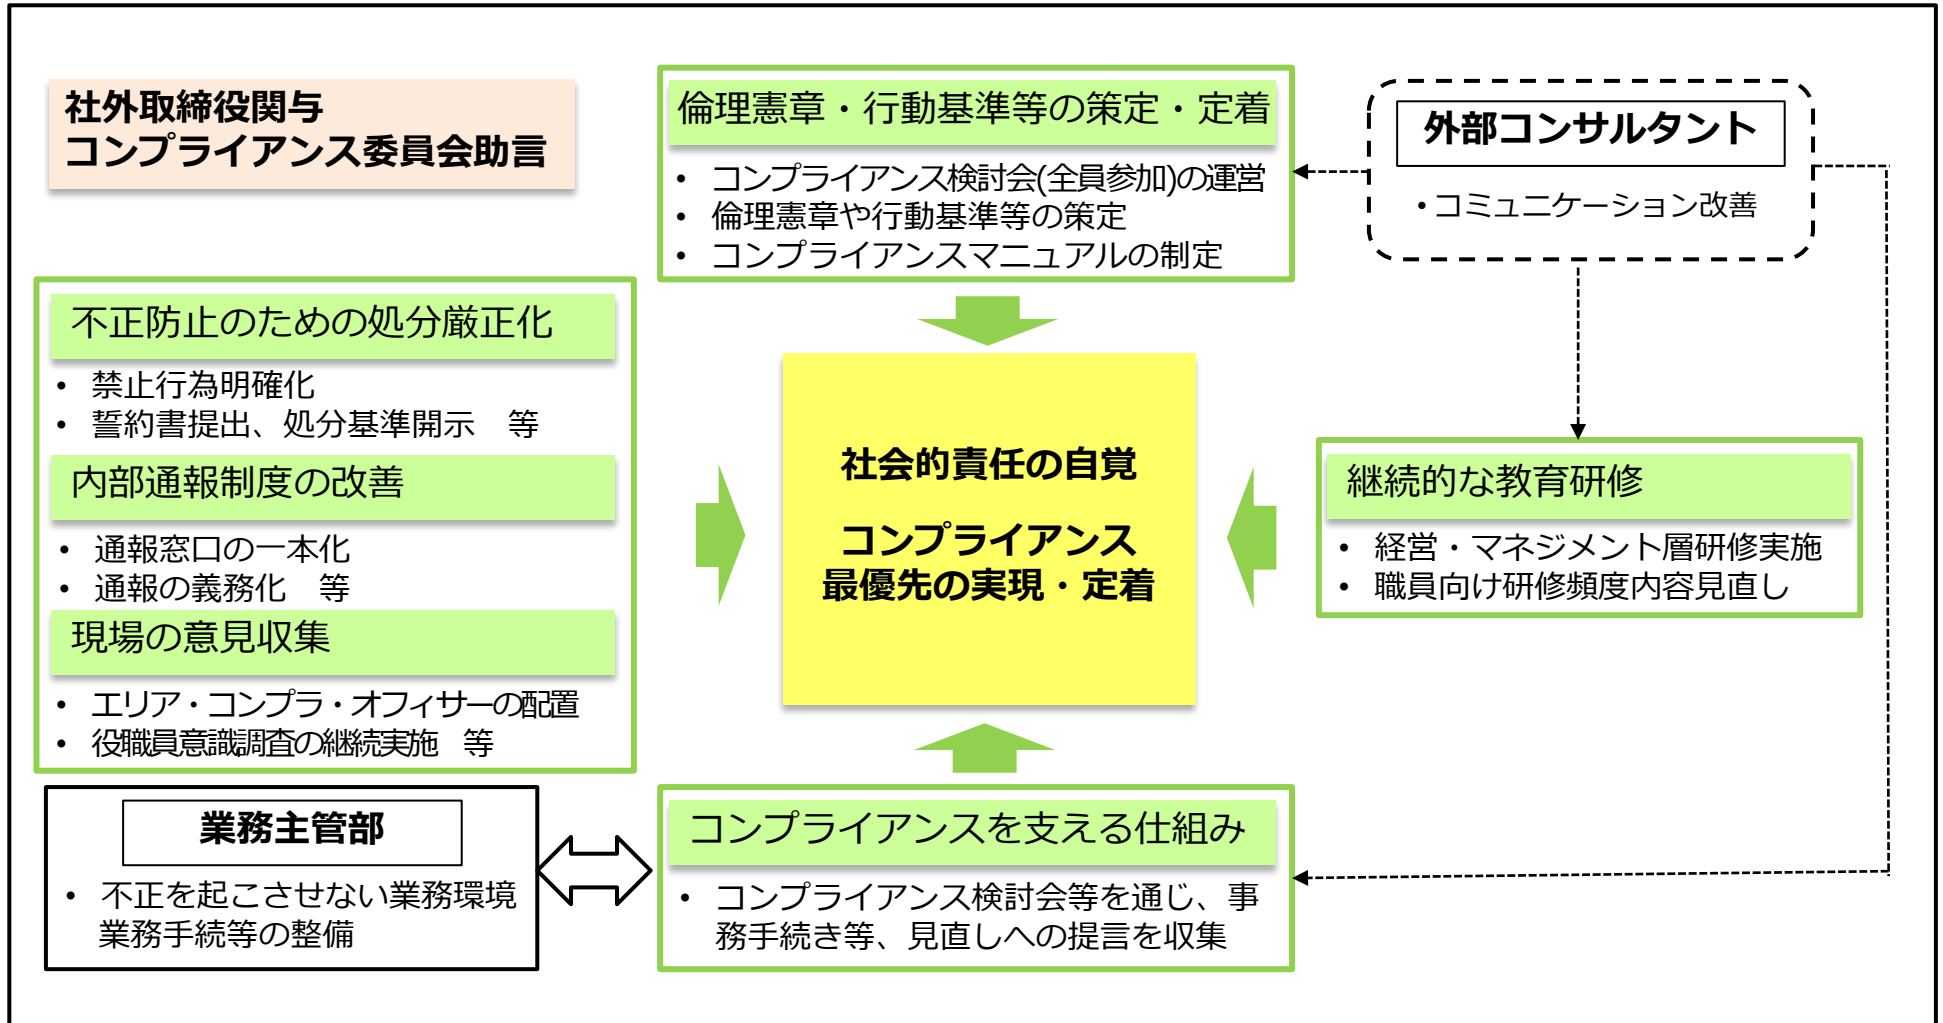 社外取締役関与
コンプライアンス委員会助言
倫理憲章・行動基準等の策定・定着
• コンプライアンス検討会(全員参加)の運営
• 倫理憲章や行動基準等の策定
• コンプライアンスマニュアルの制定
外部コンサルタント
•コミュニケーション改善
不正防止のための処分厳正化
• 禁止行為明確化
• 誓約書提出、処分基準開示　等
内部通報制度の改善
• 通報窓口の一本化
• 通報の義務化　等
現場の意見収集
• エリア・コンプラ・オフィサーの配置
• 役職員意識調査の継続実施　等
社会的責任の自覚
コンプライアンス
最優先の実現・定着
継続的な教育研修
• 経営・マネジメント層研修実施
• 職員向け研修頻度内容見直し
業務主管部
• 不正を起こさせない業務環境
業務手続等の整備
コンプライアンスを支える仕組み
• コンプライアンス検討会等を通じ、事
務手続き等、見直しへの提言を収集